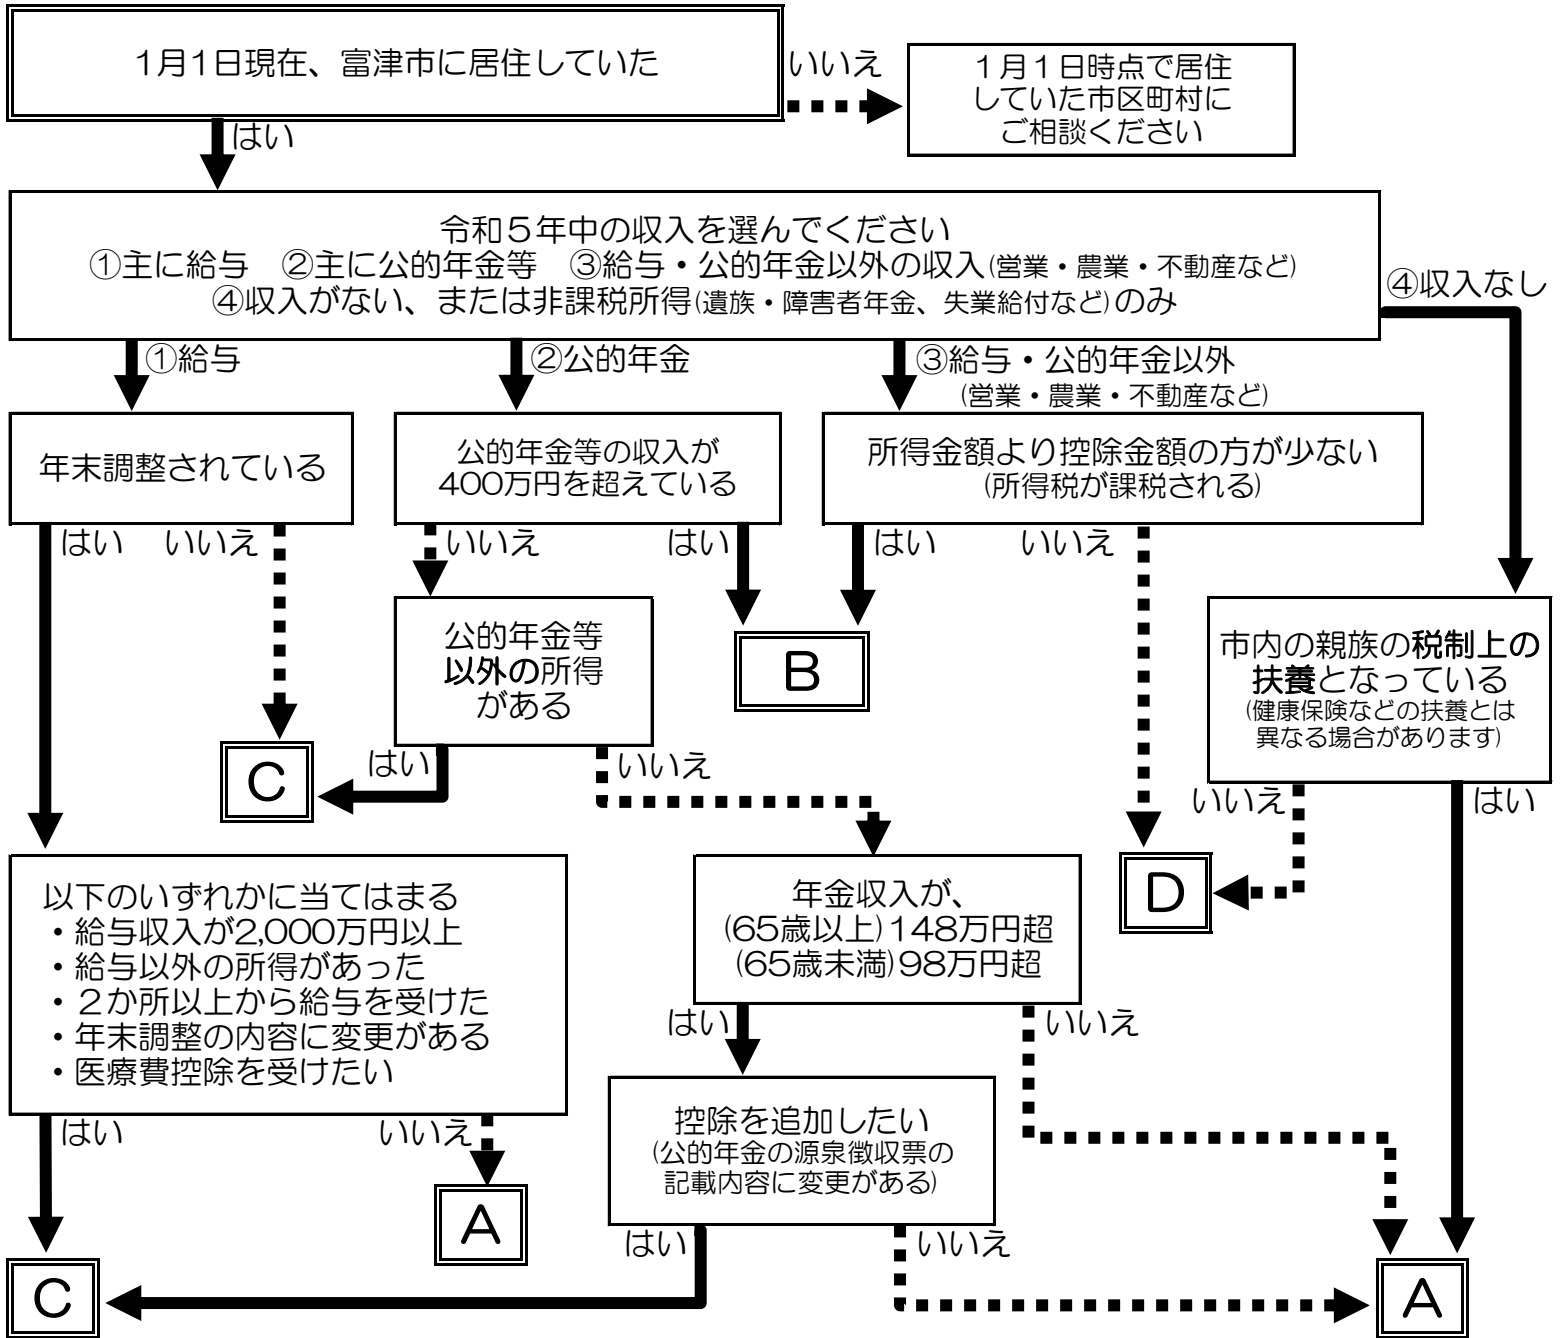 1月1日現在、富津市に居住していた
いいえ
１月１日時点で居住
していた市区町村に
ご相談ください
はい
令和５年中の収入を選んでください
①主に給与　②主に公的年金等　③給与・公的年金以外の収入(営業・農業・不動産など)
④収入がない、または非課税所得(遺族・障害者年金、失業給付など)のみ
④収入なし
①給与
②公的年金
③給与・公的年金以外
(営業・農業・不動産など)
年末調整されている
公的年金等の収入が
400万円を超えている
所得金額より控除金額の方が少ない
(所得税が課税される)
はい
いいえ
いいえ
はい
はい
いいえ
公的年金等
以外の所得
がある
B
市内の親族の税制上の
扶養となっている
(健康保険などの扶養とは
異なる場合があります)
C
はい
いいえ
いいえ
はい
以下のいずれかに当てはまる
・給与収入が2,000万円以上
・給与以外の所得があった
・２か所以上から給与を受けた
・年末調整の内容に変更がある
・医療費控除を受けたい
年金収入が、
(65歳以上)148万円超
(65歳未満)98万円超
D
はい
いいえ
はい
いいえ
控除を追加したい
(公的年金の源泉徴収票の
記載内容に変更がある)
A
はい
いいえ
C
A